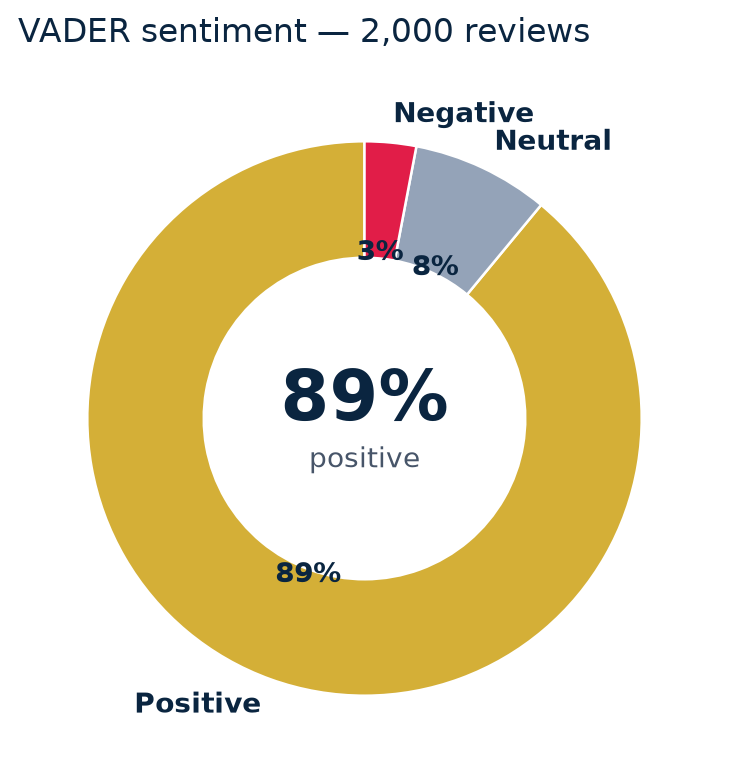 VADER sentiment — 2,000 reviews
Negative
Neutral
3%
8%
89%
positive
89%
Positive